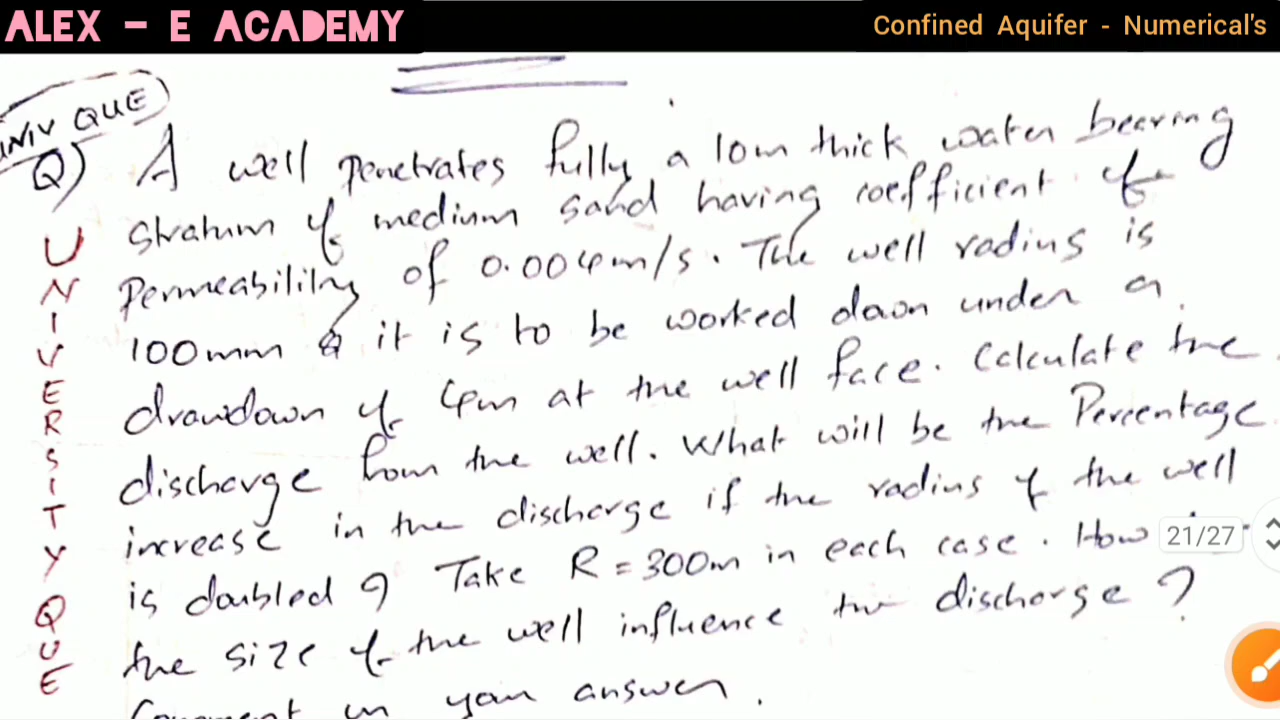 ALEX - E ACADEMY
Confined Aquifer - Numerical's
UNIV QUE
Q) A well penetrates fully a 10m thick water bearing
stratum of medium sand having coefficient of
permeability of 0.004m/s. The well radius is
100mm & it is to be worked down under a
drawdown of 4m at the well face. Calculate the
discharge from the well. What will be the Percentage
increase in the discharge if the radius of the well
is doubled ? Take R = 300m in each case. How
the size of the well influence the discharge ?
Comment in your answer.
UNIVERSITY QUE
21/27